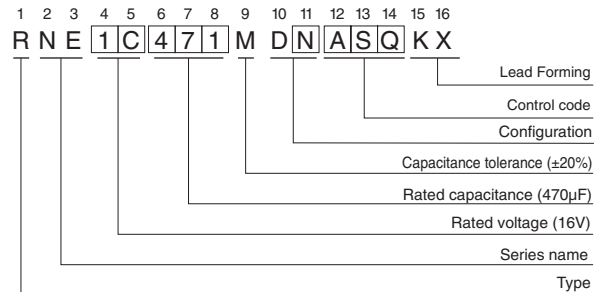 1 2 3 4 5 6 7 8 9 10 11 12 13 14 15 16
R N E 1 C 4 7 1 M D N A S Q K X
Lead Forming
Control code
Configuration
Capacitance tolerance (±20%)
Rated capacitance (470µF)
Rated voltage (16V)
Series name
Type